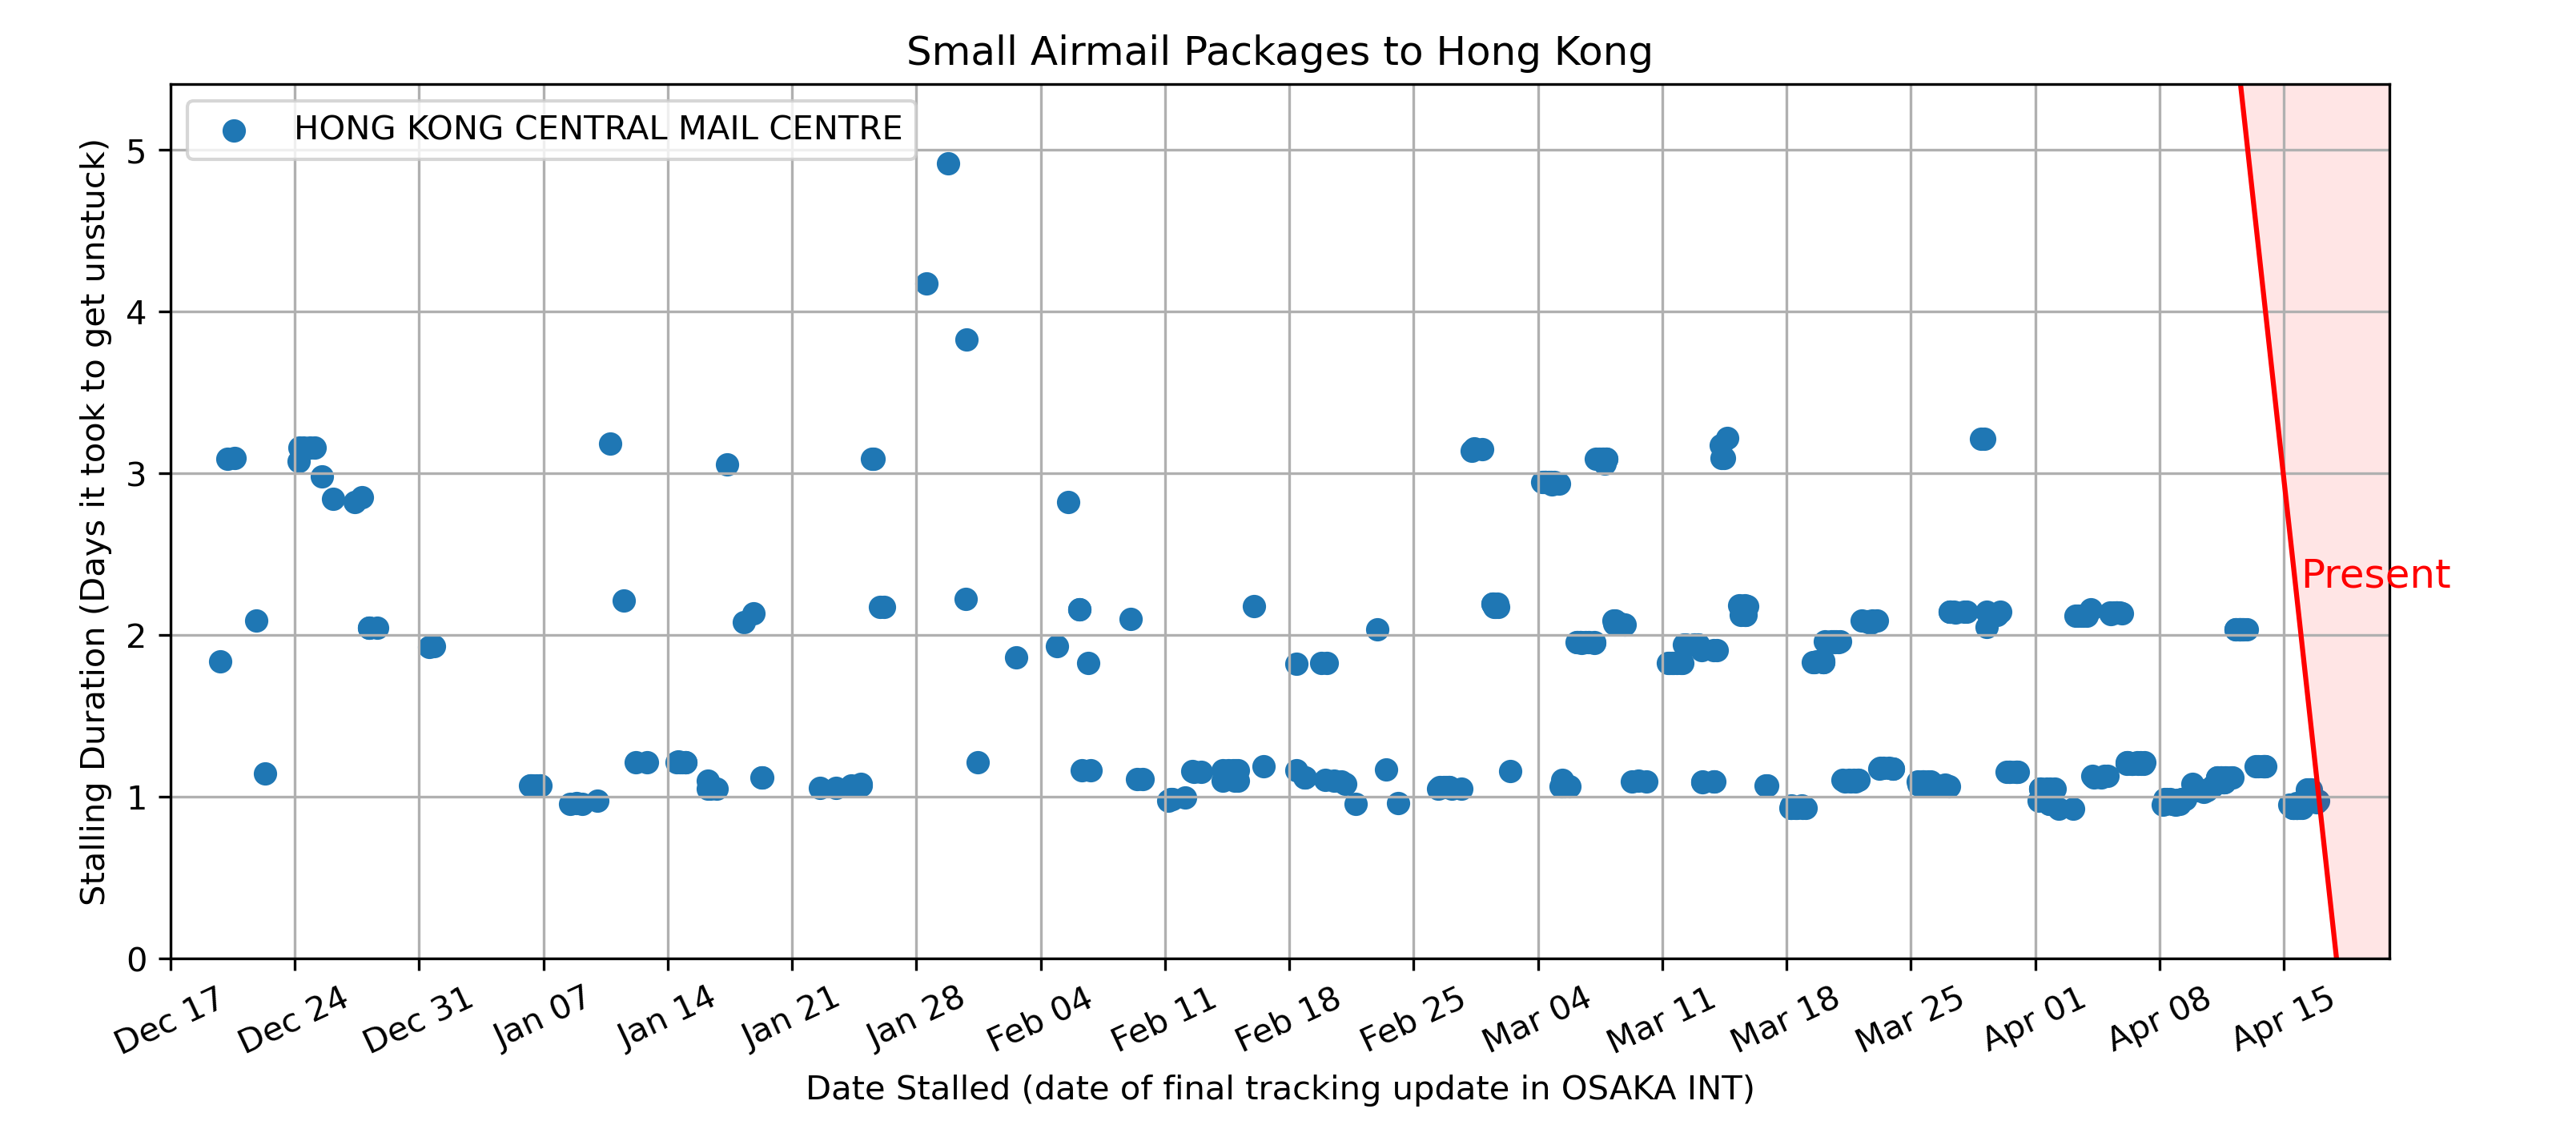 Small Airmail Packages to Hong Kong
HONG KONG CENTRAL MAIL CENTRE
Stalling Duration (Days it took to get unstuck)
5
4
3
2
1
0
Present
Dec 17
Dec 24
Dec 31
Jan 07
Jan 14
Jan 21
Jan 28
Feb 04
Feb 11
Feb 18
Feb 25
Mar 04
Mar 11
Mar 18
Mar 25
Apr 01
Apr 08
Apr 15
Date Stalled (date of final tracking update in OSAKA INT)